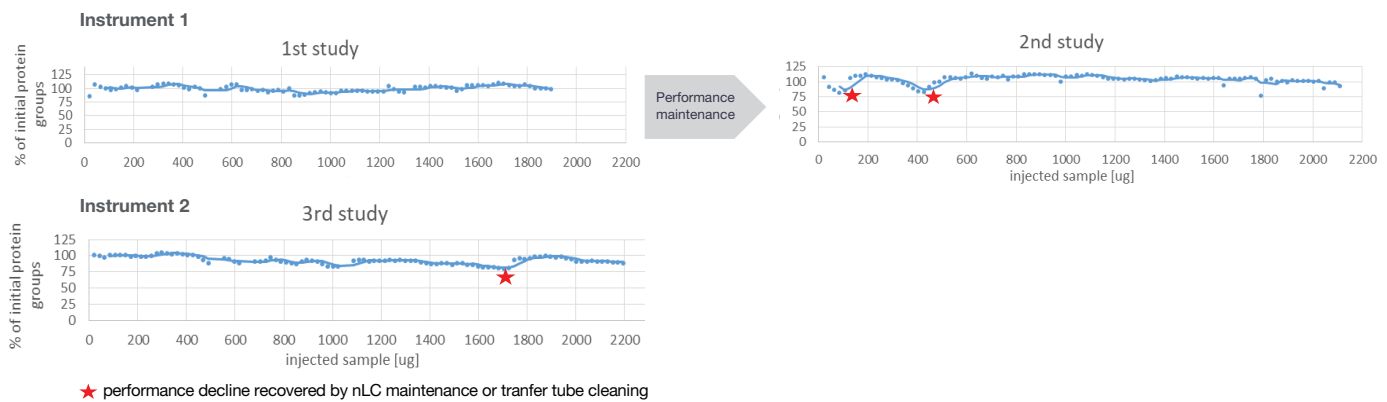 Instrument 1
1st study
% of initial protein
groups
125
100
75
50
25
0
0 200 400 600 800 1000 1200 1400 1600 1800 2000 2200
Performance
maintenance
2nd study
125
100
75
50
25
0
0 200 400 600 800 1000 1200 1400 1600 1800 2000 2200
injected sample [ug]
Instrument 2
3rd study
% of initial protein
groups
125
100
75
50
25
0
0 200 400 600 800 1000 1200 1400 1600 1800 2000 2200
injected sample [ug]
performance decline recovered by nLC maintenance or tranfer tube cleaning